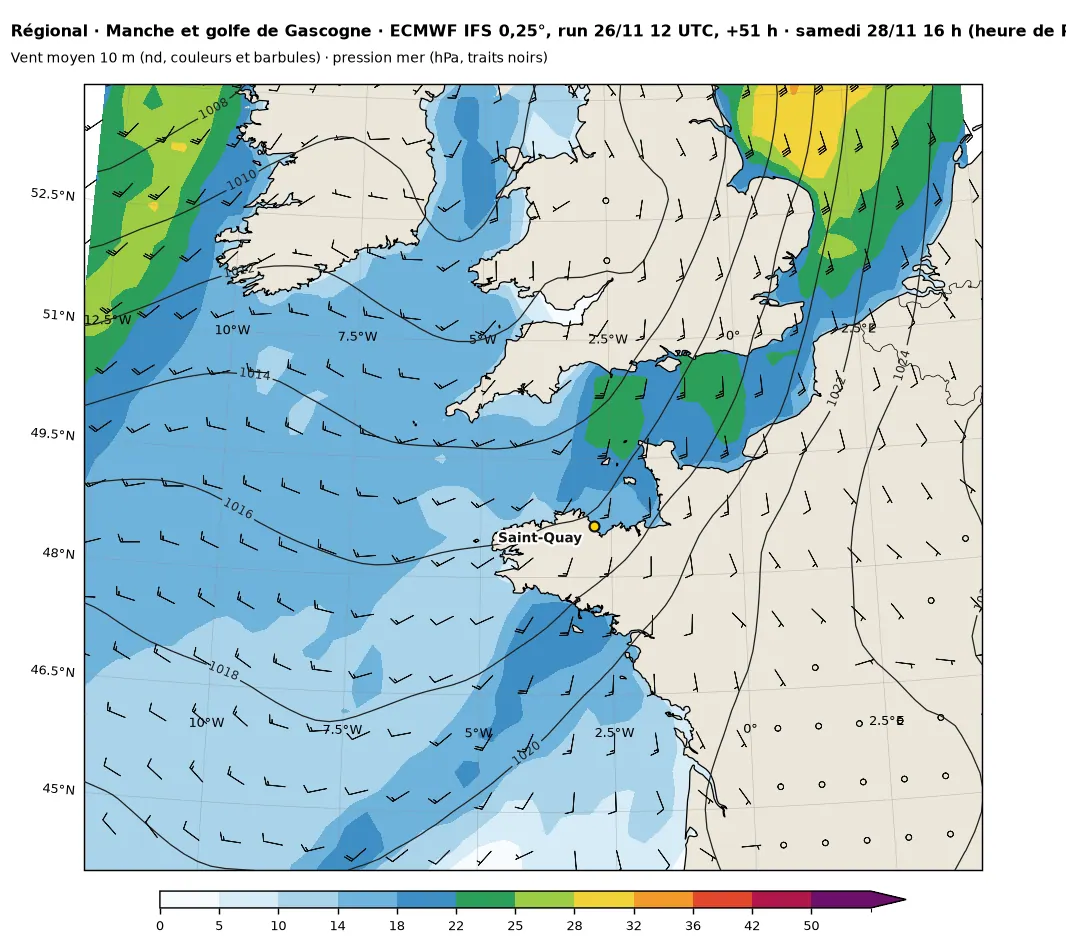 Régional · Manche et golfe de Gascogne · ECMWF IFS 0,25°, run 26/11 12 UTC, +51 h · samedi 28/11 16 h (heure de P
Vent moyen 10 m (nd, couleurs et barbules) · pression mer (hPa, traits noirs)
1008
1010
52.5°N
1012
51°N
12.5°W
10°W
7.5°W
5°W
2.5°W
0°
2.5°E
1014
1022
1024
49.5°N
1016
48°N
Saint-Quay
46.5°N
1018
10°W
7.5°W
5°W
2.5°W
0°
2.5°E
1020
45°N
0 5 10 14 18 22 25 28 32 36 42 50